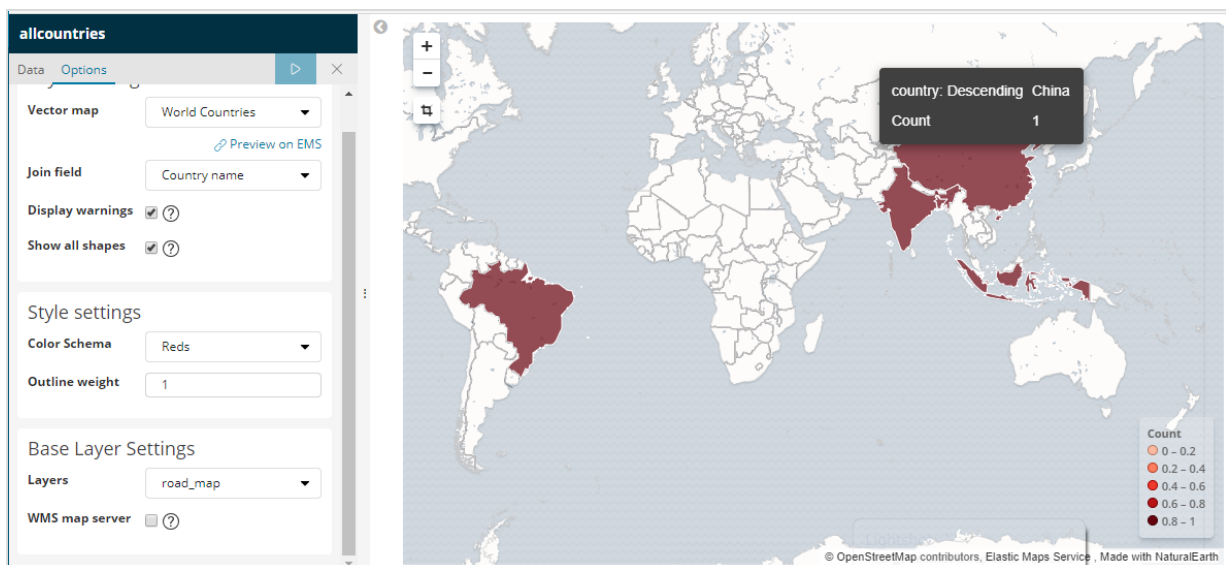 allcountries
Data Options
Vector map World Countries
Preview on EMS
Join field Country name
Display warnings
Show all shapes
Style settings
Color Schema Reds
Outline weight 1
Base Layer Settings
Layers road_map
WMS map server
+
−
country: Descending China
Count 1
Count
0 – 0.2
0.2 – 0.4
0.4 – 0.6
0.6 – 0.8
0.8 – 1
© OpenStreetMap contributors, Elastic Maps Service , Made with NaturalEarth